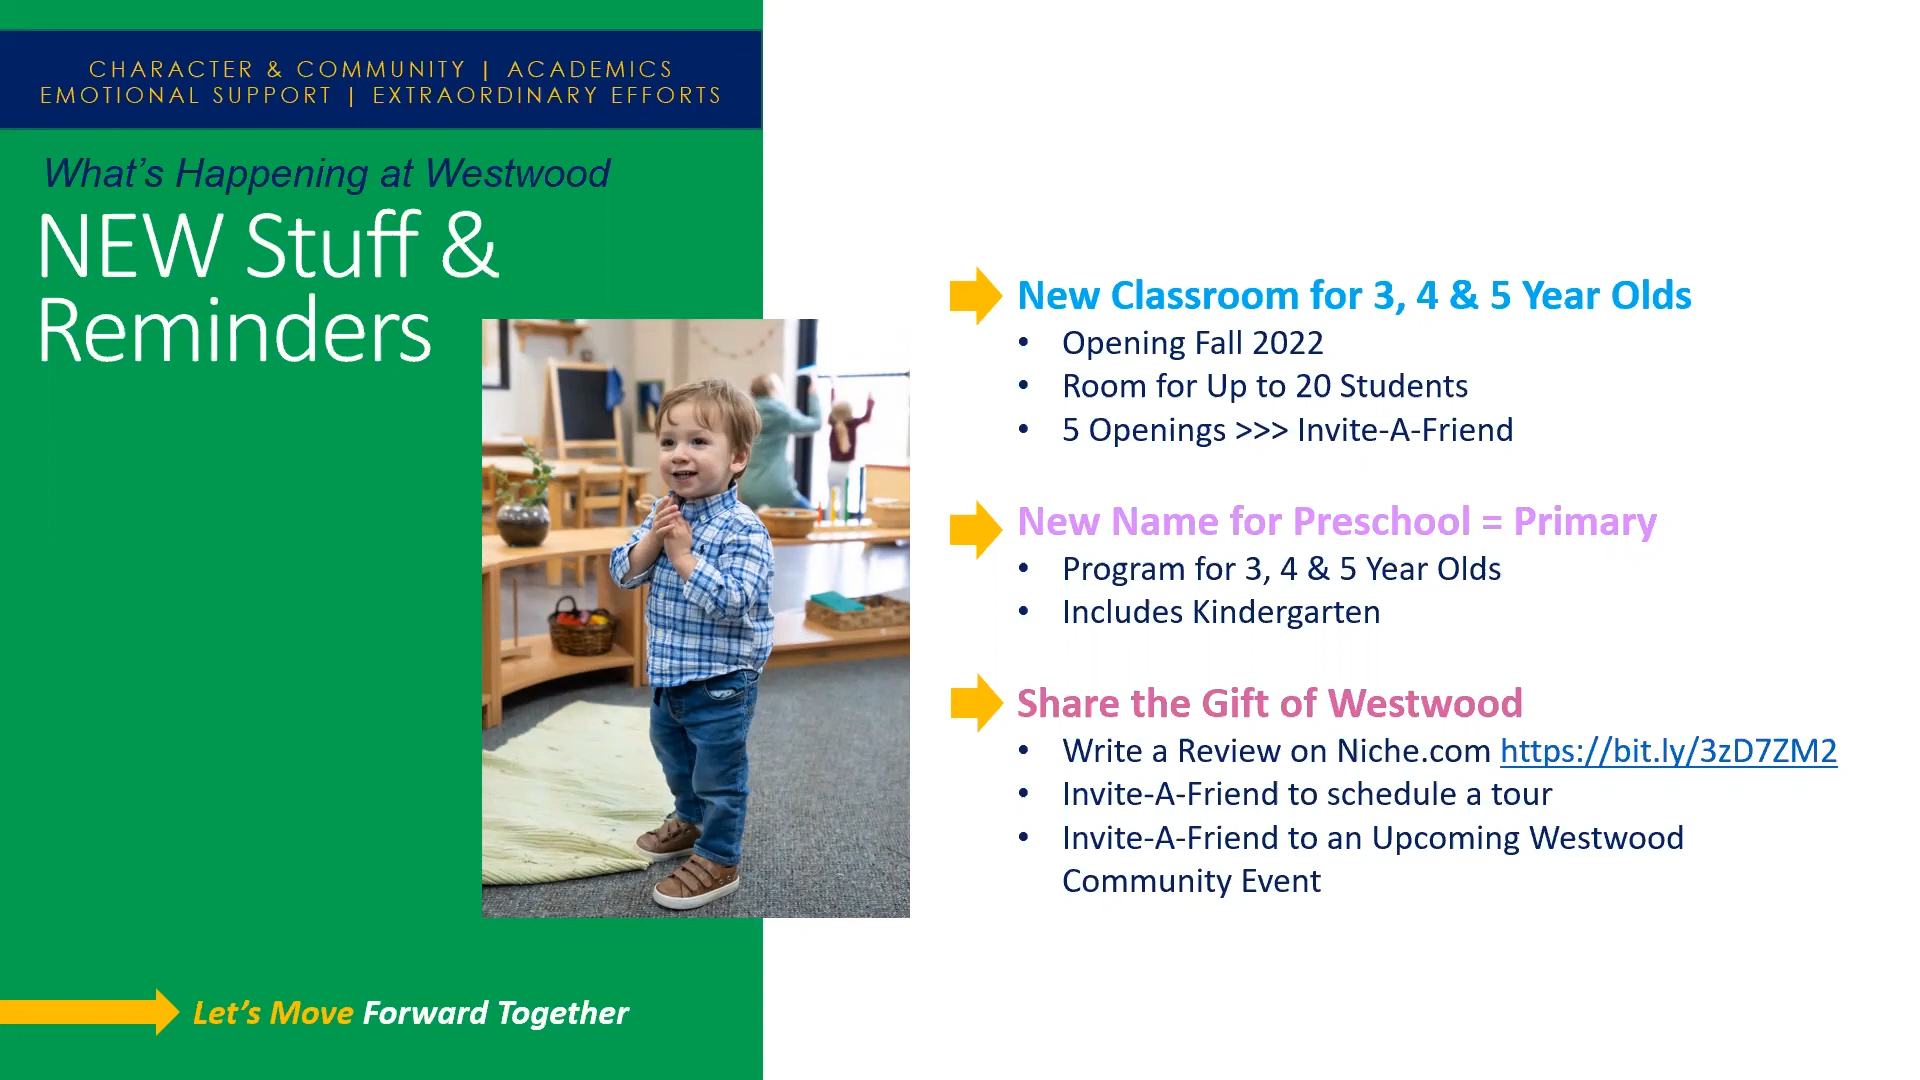 CHARACTER & COMMUNITY | ACADEMICS
EMOTIONAL SUPPORT | EXTRAORDINARY EFFORTS
What's Happening at Westwood
NEW Stuff &
Reminders
New Classroom for 3, 4 & 5 Year Olds
• Opening Fall 2022
• Room for Up to 20 Students
• 5 Openings >>> Invite-A-Friend
New Name for Preschool = Primary
• Program for 3, 4 & 5 Year Olds
• Includes Kindergarten
Share the Gift of Westwood
• Write a Review on Niche.com https://bit.ly/3zD7ZM2
• Invite-A-Friend to schedule a tour
• Invite-A-Friend to an Upcoming Westwood
Community Event
Let's Move Forward Together